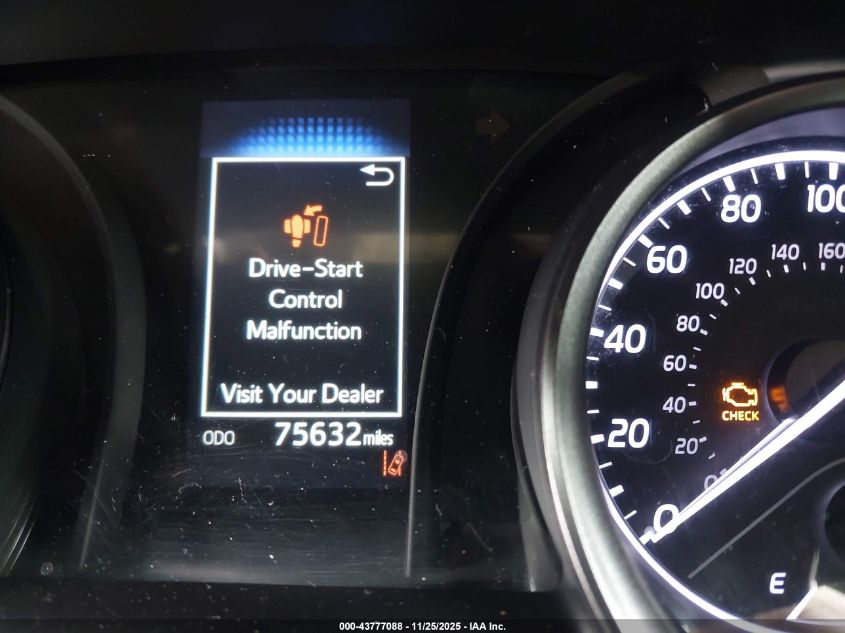 Drive-Start
Control
Malfunction
Visit Your Dealer
ODO 75632 miles
100
80
60
40
20
0
160
140
120
100
80
60
40
20
0
CHECK
E
000-43777088 - 11/25/2025 - IAA Inc.